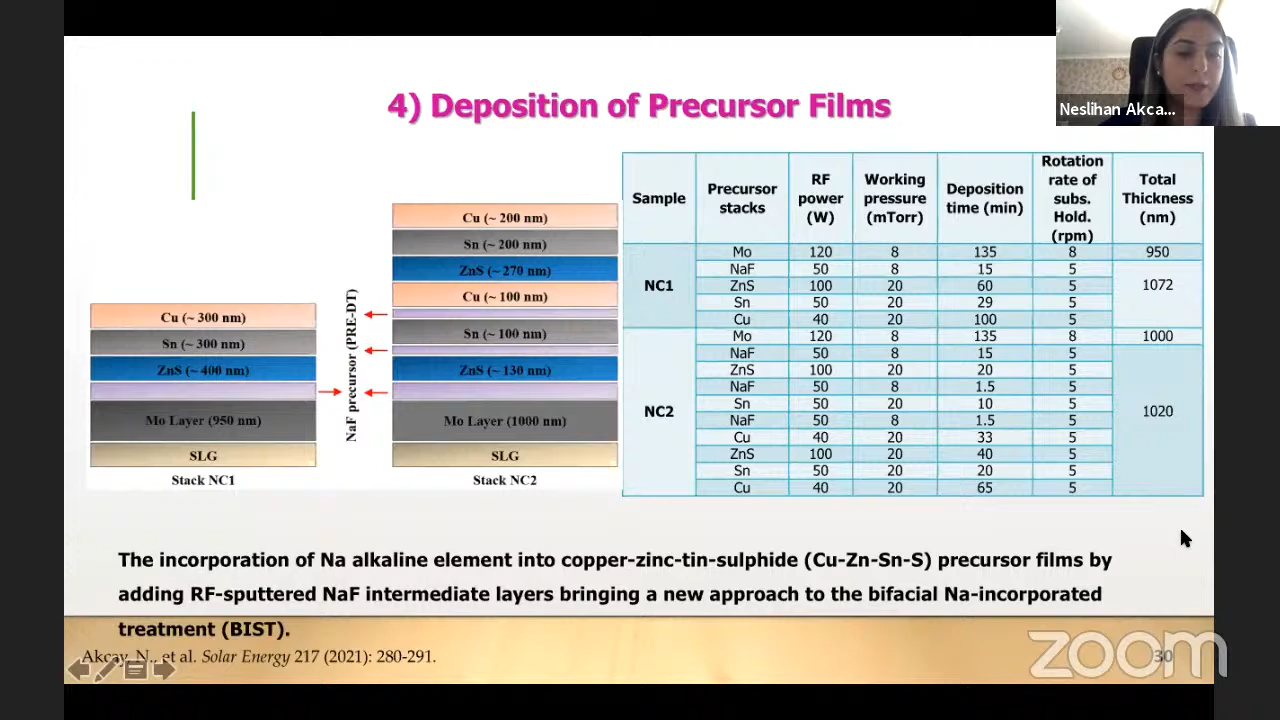 4) Deposition of Precursor Films
Neslihan Akca...
Cu (~ 300 nm)
Sn (~ 300 nm)
ZnS (~ 400 nm)
Mo Layer (950 nm)
SLG
Stack NC1
NaF precursor (PRE-DT)
Cu (~ 200 nm)
Sn (~ 200 nm)
ZnS (~ 270 nm)
Cu (~ 100 nm)
Sn (~ 100 nm)
ZnS (~ 130 nm)
Mo Layer (1000 nm)
SLG
Stack NC2
Sample Precursor stacks RF power (W) Working pressure (mTorr) Deposition time (min) Rotation rate of subs. Hold. (rpm) Total Thickness (nm)
NC1
Mo 120 8 135 8 950
NaF 50 8 15 5
ZnS 100 20 60 5 1072
Sn 50 20 29 5
Cu 40 20 100 5
NC2
Mo 120 8 135 8 1000
NaF 50 8 15 5
ZnS 100 20 20 5
NaF 50 8 1.5 5
Sn 50 20 10 5 1020
NaF 50 8 1.5 5
Cu 40 20 33 5
ZnS 100 20 40 5
Sn 50 20 20 5
Cu 40 20 65 5
The incorporation of Na alkaline element into copper-zinc-tin-sulphide (Cu-Zn-Sn-S) precursor films by
adding RF-sputtered NaF intermediate layers bringing a new approach to the bifacial Na-incorporated
treatment (BIST).
Akcay, N., et al. Solar Energy 217 (2021): 280-291.
30
zoom